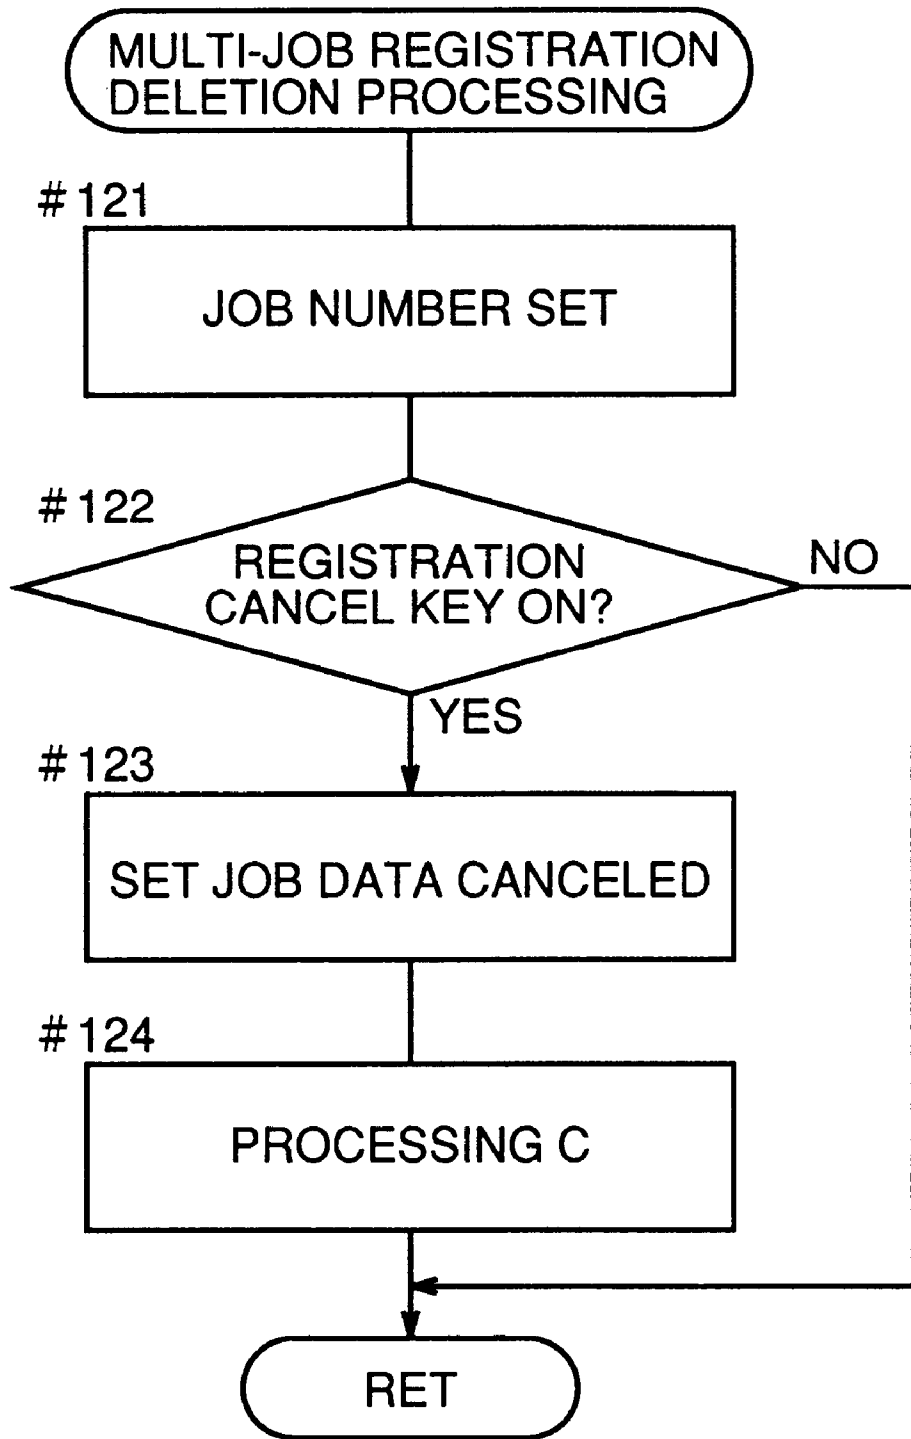 MULTI-JOB REGISTRATION
DELETION PROCESSING
# 121
JOB NUMBER SET
# 122
REGISTRATION
CANCEL KEY ON?
NO
YES
# 123
SET JOB DATA CANCELED
# 124
PROCESSING C
RET